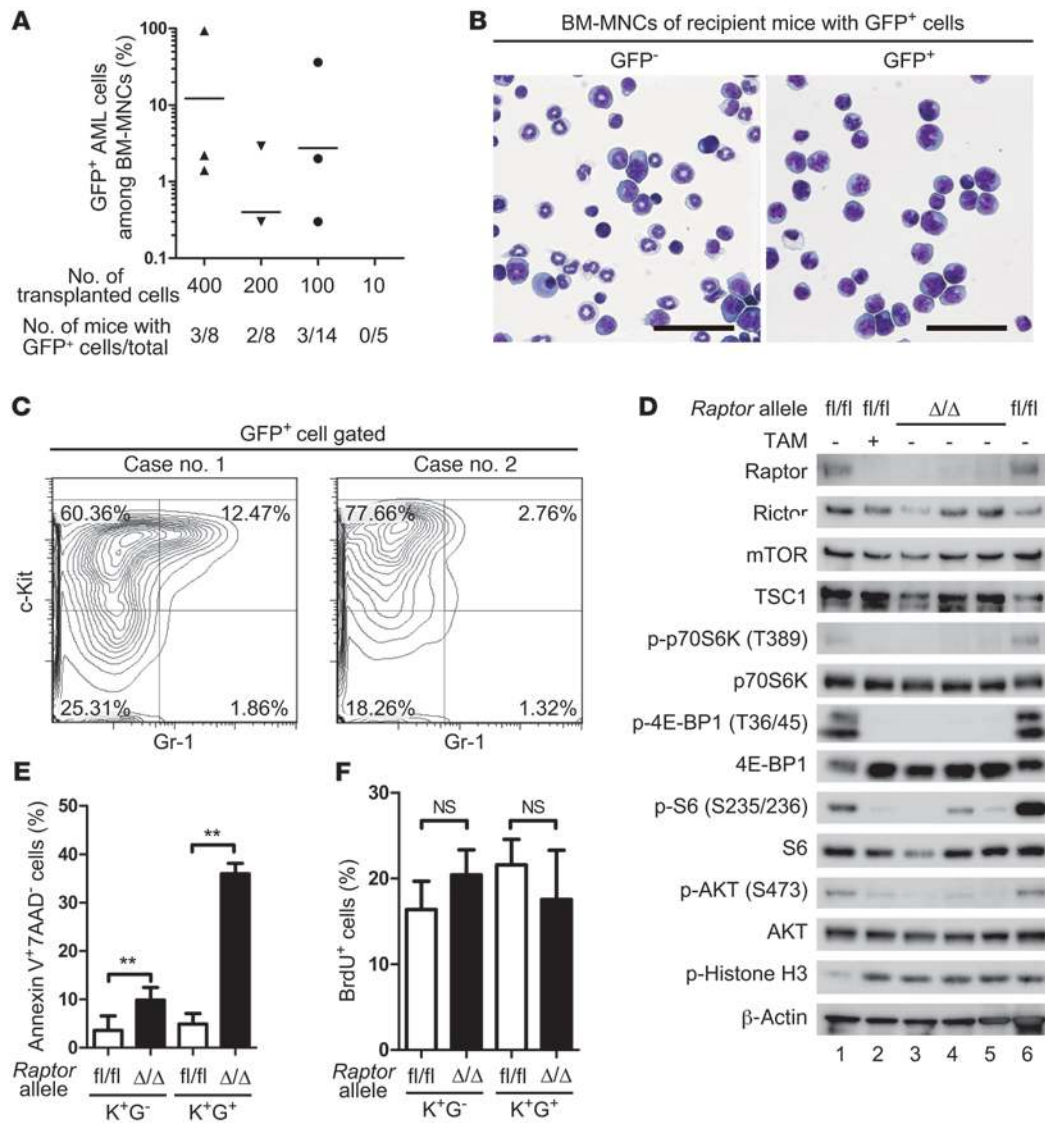 A
GFP+ AML cells
among BM-MNCs (%)
100
10
1
0.1
No. of
transplanted cells
400 200 100 10
No. of mice with
GFP+ cells/total
3/8 2/8 3/14 0/5
B
BM-MNCs of recipient mice with GFP+ cells
GFP-
GFP+
C
GFP+ cell gated
Case no. 1
60.36% 12.47%
25.31% 1.86%
Case no. 2
77.66% 2.76%
18.26% 1.32%
c-Kit
Gr-1
Gr-1
D
Raptor allele fl/fl fl/fl Δ/Δ fl/fl
TAM - + - - - -
Raptor
Rictor
mTOR
TSC1
p-p70S6K (T389)
p70S6K
p-4E-BP1 (T36/45)
4E-BP1
p-S6 (S235/236)
S6
p-AKT (S473)
AKT
p-Histone H3
β-Actin
1 2 3 4 5 6
E
Annexin V+7AAD- cells (%)
50
40
30
20
10
0
**
**
Raptor
allele
fl/fl Δ/Δ fl/fl Δ/Δ
K+G- K+G+
F
BrdU+ cells (%)
30
20
10
0
NS
NS
Raptor
allele
fl/fl Δ/Δ fl/fl Δ/Δ
K+G- K+G+